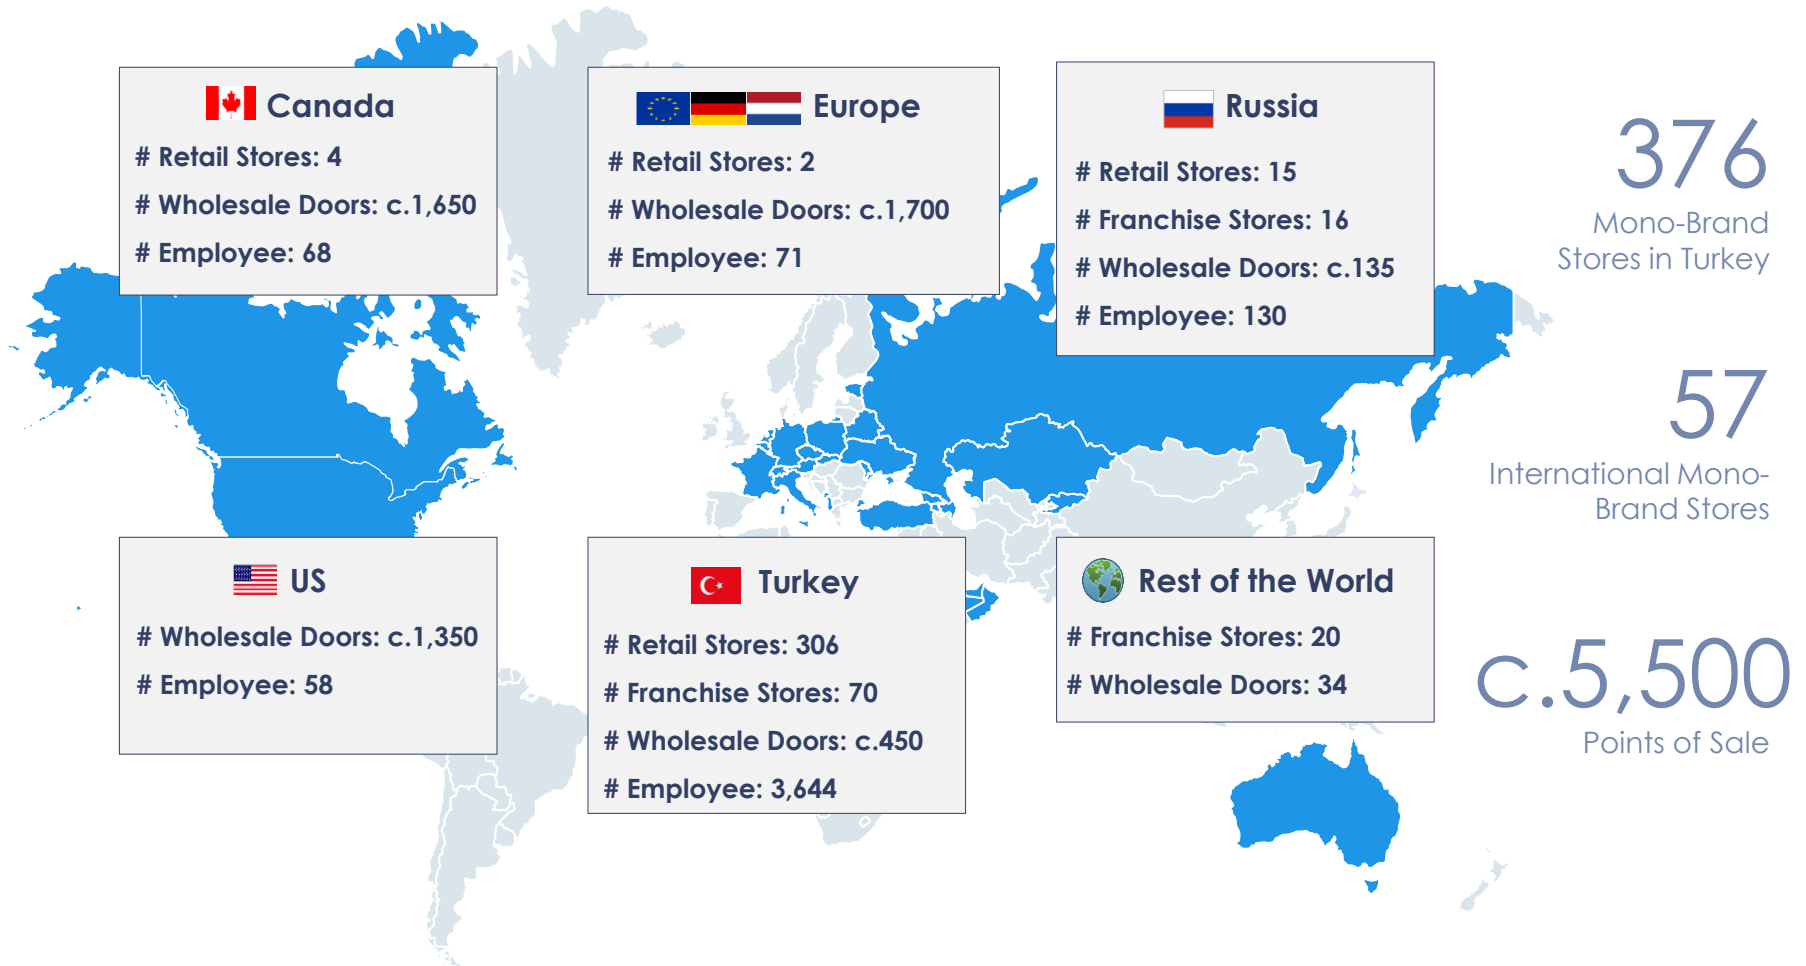 Canada
# Retail Stores: 4
# Wholesale Doors: c.1,650
# Employee: 68
Europe
# Retail Stores: 2
# Wholesale Doors: c.1,700
# Employee: 71
Russia
# Retail Stores: 15
# Franchise Stores: 16
# Wholesale Doors: c.135
# Employee: 130
376
Mono-Brand
Stores in Turkey
57
International Mono-
Brand Stores
US
# Wholesale Doors: c.1,350
# Employee: 58
Turkey
# Retail Stores: 306
# Franchise Stores: 70
# Wholesale Doors: c.450
# Employee: 3,644
Rest of the World
# Franchise Stores: 20
# Wholesale Doors: 34
c.5,500
Points of Sale